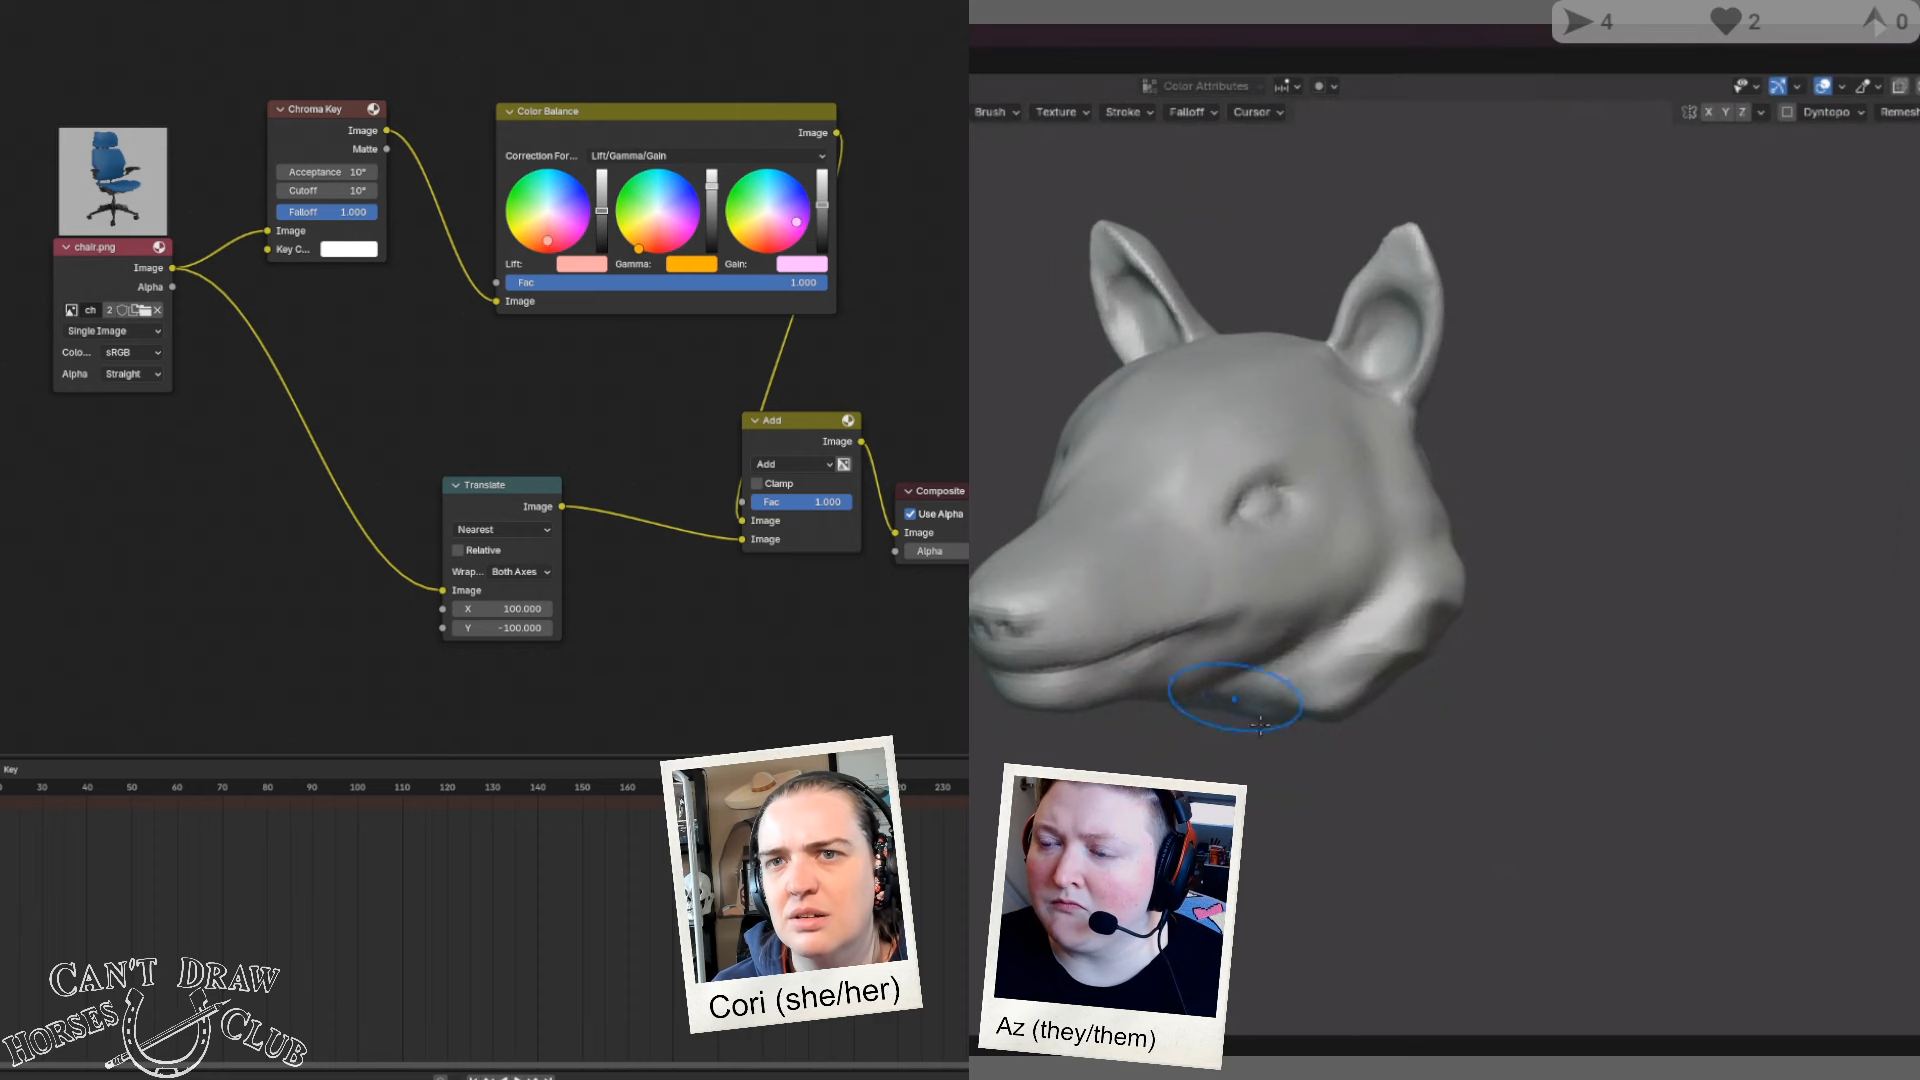 Chroma Key
Image
Matte
Acceptance 10°
Cutoff 10°
Falloff 1.000
Image
Key C...
chair.png
Image
Alpha
ch 2
Single Image
Colo... sRGB
Alpha Straight
Color Balance
Image
Correction For... Lift/Gamma/Gain
Lift: Gamma: Gain:
Fac 1.000
Image
Translate
Image
Nearest
Relative
Wrap... Both Axes
Image
X 100.000
Y -100.000
Add
Image
Add
Clamp
Fac 1.000
Image
Image
Composite
Use Alpha
Image
Alpha
Key
30 40 50 60 70 80 90 100 110 120 130 140 150 160 230
4 2 0
Color Attributes
Brush Texture Stroke Falloff Cursor X Y Z Dyntopo Remesh
Cori (she/her)
Az (they/them)
CAN'T DRAW
HORSES CLUB